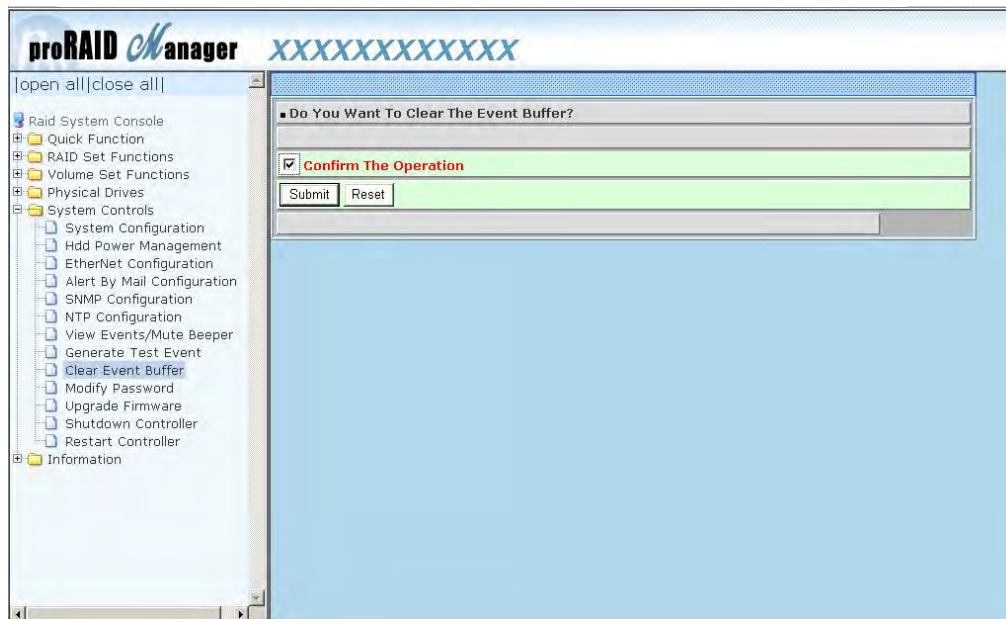 proRAID Manager XXXXXXXXXXXX
|open all|close all|
Raid System Console
Quick Function
RAID Set Functions
Volume Set Functions
Physical Drives
System Controls
System Configuration
Hdd Power Management
EtherNet Configuration
Alert By Mail Configuration
SNMP Configuration
NTP Configuration
View Events/Mute Beeper
Generate Test Event
Clear Event Buffer
Modify Password
Upgrade Firmware
Shutdown Controller
Restart Controller
Information
Do You Want To Clear The Event Buffer?
Confirm The Operation
Submit Reset